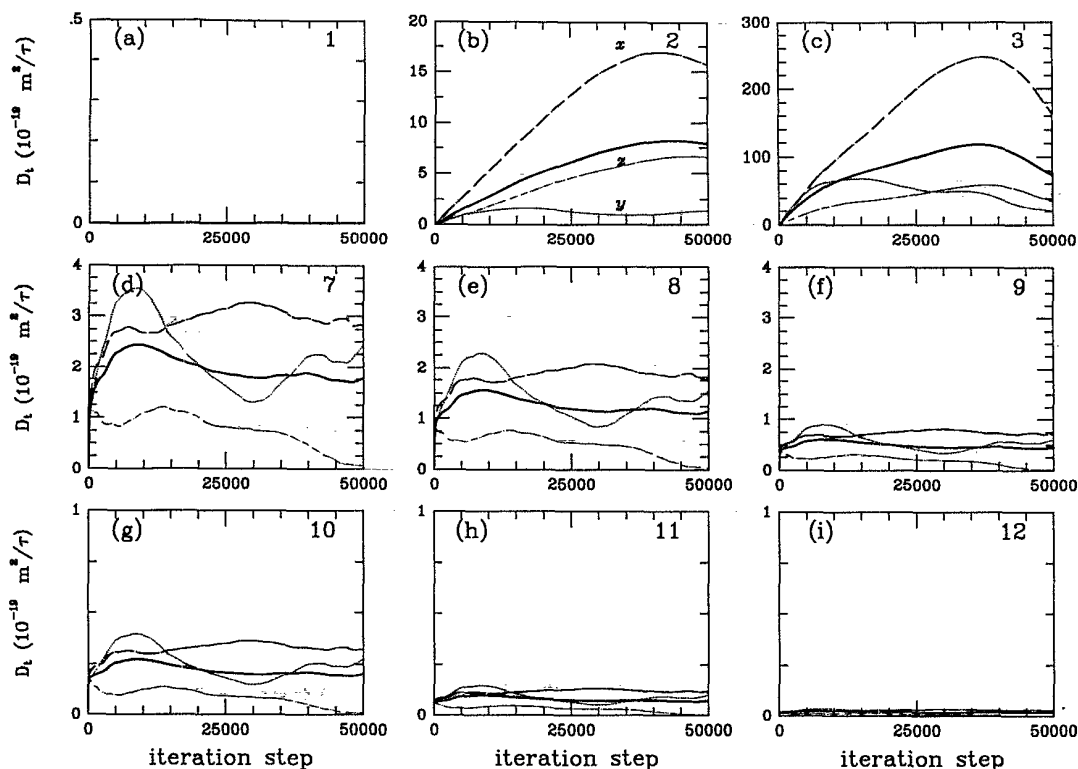 (a) 1
.5
0
0 25000 50000
D_t (10^-19 m^2/τ)
(b) 2
20
15
10
5
0
x
z
y
0 25000 50000
(c) 3
300
200
100
0
0 25000 50000
(d) 7
4
3
2
1
0
0 25000 50000
D_t (10^-19 m^2/τ)
(e) 8
4
3
2
1
0
0 25000 50000
(f) 9
4
3
2
1
0
0 25000 50000
(g) 10
1
0
0 25000 50000
D_t (10^-19 m^2/τ)
iteration step
(h) 11
1
0
0 25000 50000
iteration step
(i) 12
1
0
0 25000 50000
iteration step